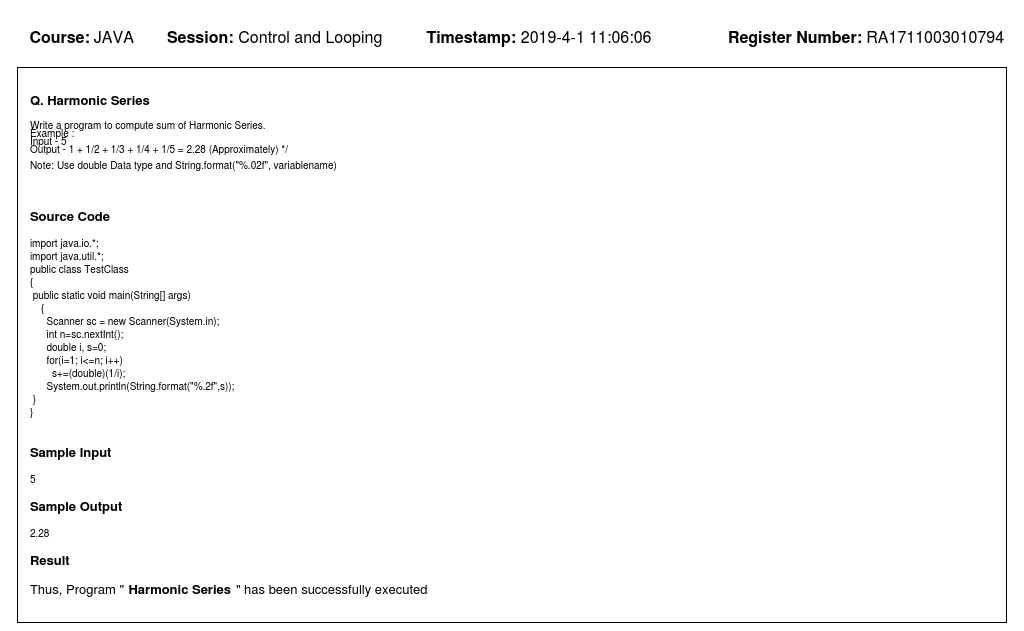 Course: JAVA Session: Control and Looping Timestamp: 2019-4-1 11:06:06 Register Number: RA1711003010794
Q. Harmonic Series
Write a program to compute sum of Harmonic Series.
Example :
Input - 5
Output - 1 + 1/2 + 1/3 + 1/4 + 1/5 = 2.28 (Approximately) */
Note: Use double Data type and String.format("%.02f", variablename)
Source Code
import java.io.*;
import java.util.*;
public class TestClass
{
public static void main(String[] args)
{
Scanner sc = new Scanner(System.in);
int n=sc.nextInt();
double i, s=0;
for(i=1; i<=n; i++)
s+=(double)(1/i);
System.out.println(String.format("%.2f",s));
}
}
Sample Input
5
Sample Output
2.28
Result
Thus, Program " Harmonic Series " has been successfully executed